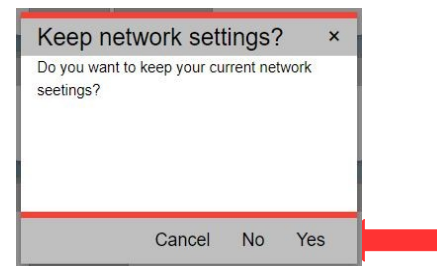 Keep network settings? ×
Do you want to keep your current network
seetings?
Cancel No Yes